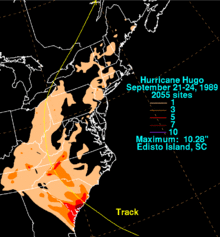 Hurricane Hugo
September 21-24, 1989
2055 sites
1
3
5
7
10
Maximum: 10.28"
Edisto Island, SC
Track